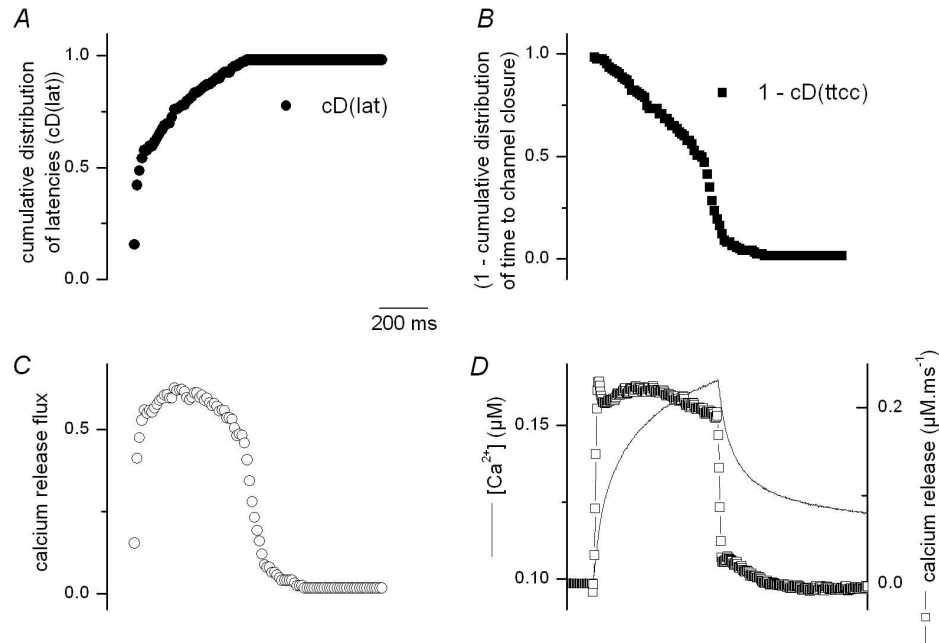 A
1.0
0.5
0.0
cumulative distribution
of latencies (cD(lat))
cD(lat)
B
1.0
0.5
0.0
(1 - cumulative distribution
of time to channel closure)
1 - cD(ttcc)
200 ms
C
0.5
0.0
calcium release flux
D
0.15
0.10
[Ca2+] (µM)
0.2
0.0
calcium release (µM.ms-1)